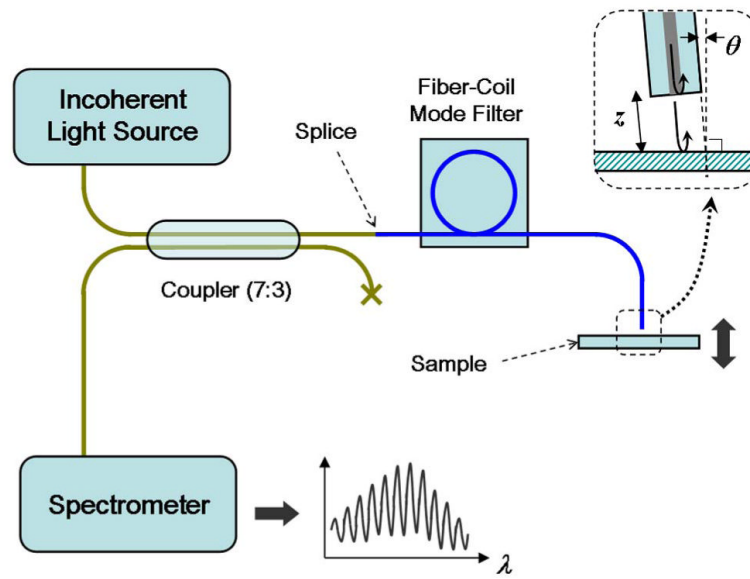 Incoherent
Light Source
Splice
Fiber-Coil
Mode Filter
θ
z
Coupler (7:3)
Sample
Spectrometer
λ